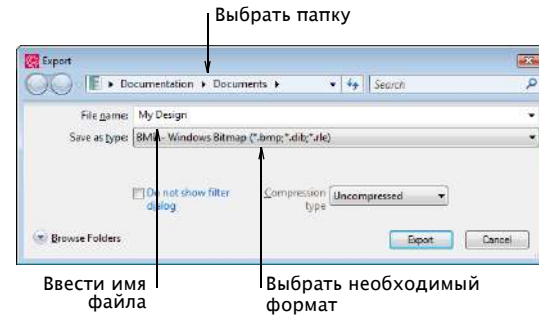 Выбрать папку
Export
Documentation Documents Search
File name: My Design
Save as type: BMP - Windows Bitmap (*.bmp;*.dib;*.rle)
Do not show filter Compression Uncompressed
dialog type
Browse Folders Export Cancel
Ввести имя Выбрать необходимый
файла формат